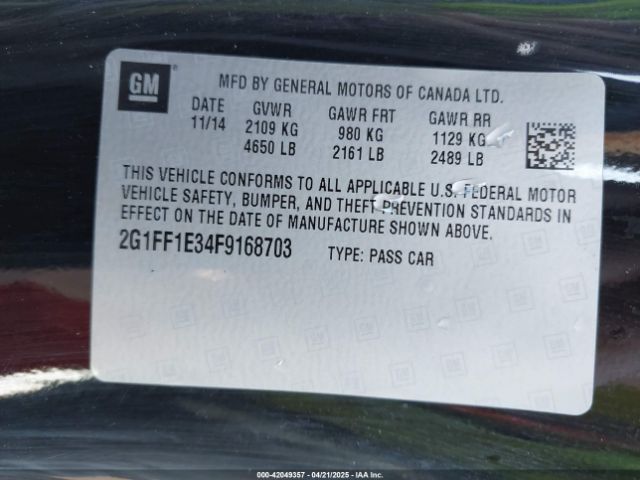 GM
MFD BY GENERAL MOTORS OF CANADA LTD.
DATE GVWR GAWR FRT GAWR RR
11/14 2109 KG 980 KG 1129 KG
4650 LB 2161 LB 2489 LB
THIS VEHICLE CONFORMS TO ALL APPLICABLE U.S. FEDERAL MOTOR
VEHICLE SAFETY, BUMPER, AND THEFT PREVENTION STANDARDS IN
EFFECT ON THE DATE OF MANUFACTURE SHOWN ABOVE.
2G1FF1E34F9168703 TYPE: PASS CAR
000-42049357 - 04/21/2025 - IAA Inc.